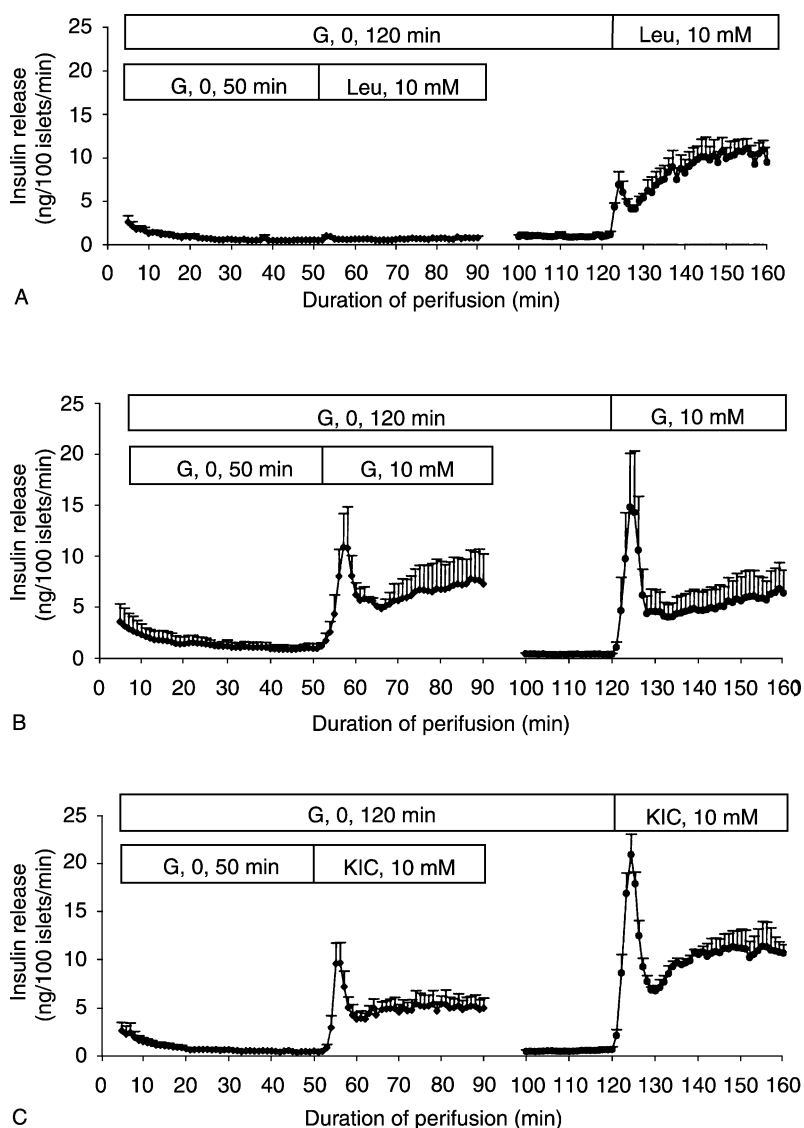 Insulin release
(ng/100 islets/min)
25
20
15
10
5
0
G, 0, 120 min
Leu, 10 mM
G, 0, 50 min
Leu, 10 mM
0 10 20 30 40 50 60 70 80 90 100 110 120 130 140 150 160
A
Duration of perifusion (min)
Insulin release
(ng/100 islets/min)
25
20
15
10
5
0
G, 0, 120 min
G, 10 mM
G, 0, 50 min
G, 10 mM
0 10 20 30 40 50 60 70 80 90 100 110 120 130 140 150 160
B
Duration of perifusion (min)
Insulin release
(ng/100 islets/min)
25
20
15
10
5
0
G, 0, 120 min
KIC, 10 mM
G, 0, 50 min
KIC, 10 mM
0 10 20 30 40 50 60 70 80 90 100 110 120 130 140 150 160
C
Duration of perifusion (min)